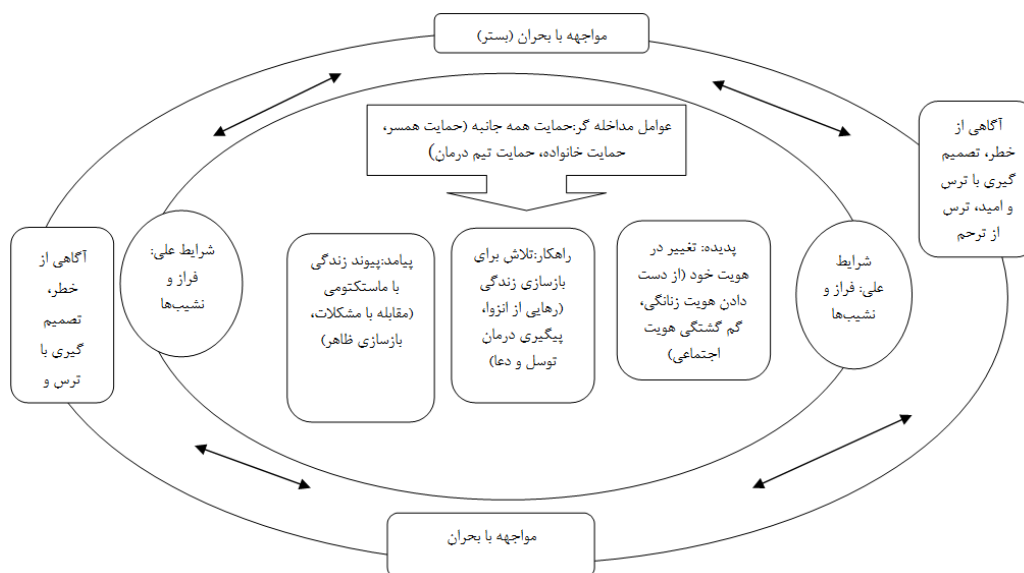 مواجهه با بحران (بستر)
آگاهی از
خطر، تصمیم
گیری با ترس
و امید، ترس
از ترحم
عوامل مداخله گر:حمایت همه جانبه (حمایت همسر،
حمایت خانواده، حمایت تیم درمان)
شرایط
علی: فراز و
نشیب‌ها
پدیده: تغییر در
هویت خود (از دست
دادن هویت زنانگی،
گم گشتگی هویت
اجتماعی)
راهکار:تلاش برای
بازسازی زندگی
(رهایی از انزوا،
پیگیری درمان
توسل و دعا)
پیامد:پیوند زندگی
با ماستکتومی
(مقابله با مشکلات،
بازسازی ظاهر)
شرایط علی:
فراز و
نشیب‌ها
آگاهی از
خطر،
تصمیم
گیری با
ترس و
مواجهه با بحران